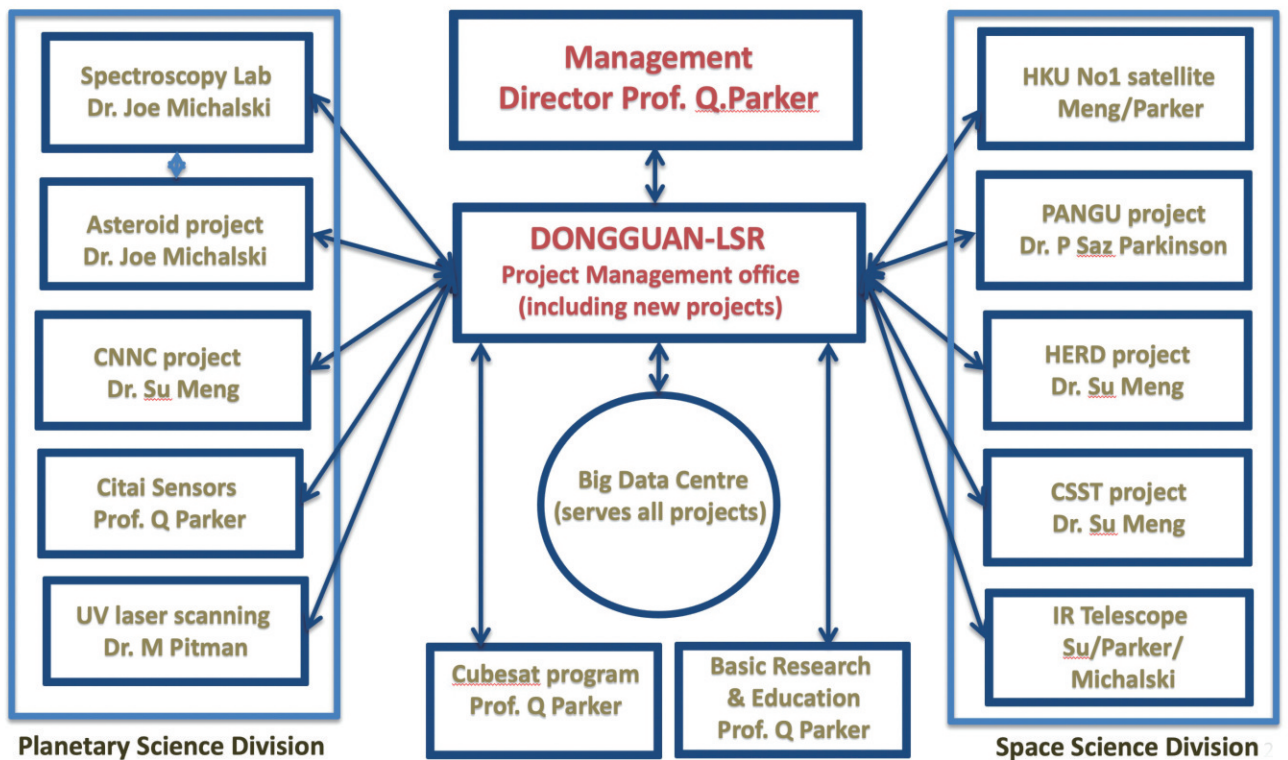 Spectroscopy Lab
Dr. Joe Michalski
Asteroid project
Dr. Joe Michalski
CNNC project
Dr. Su Meng
Citai Sensors
Prof. Q Parker
UV laser scanning
Dr. M Pitman
Planetary Science Division
Management
Director Prof. Q.Parker
DONGGUAN-LSR
Project Management office
(including new projects)
Big Data Centre
(serves all projects)
Cubesat program
Prof. Q Parker
Basic Research
& Education
Prof. Q Parker
HKU No1 satellite
Meng/Parker
PANGU project
Dr. P Saz Parkinson
HERD project
Dr. Su Meng
CSST project
Dr. Su Meng
IR Telescope
Su/Parker/
Michalski
Space Science Division
2